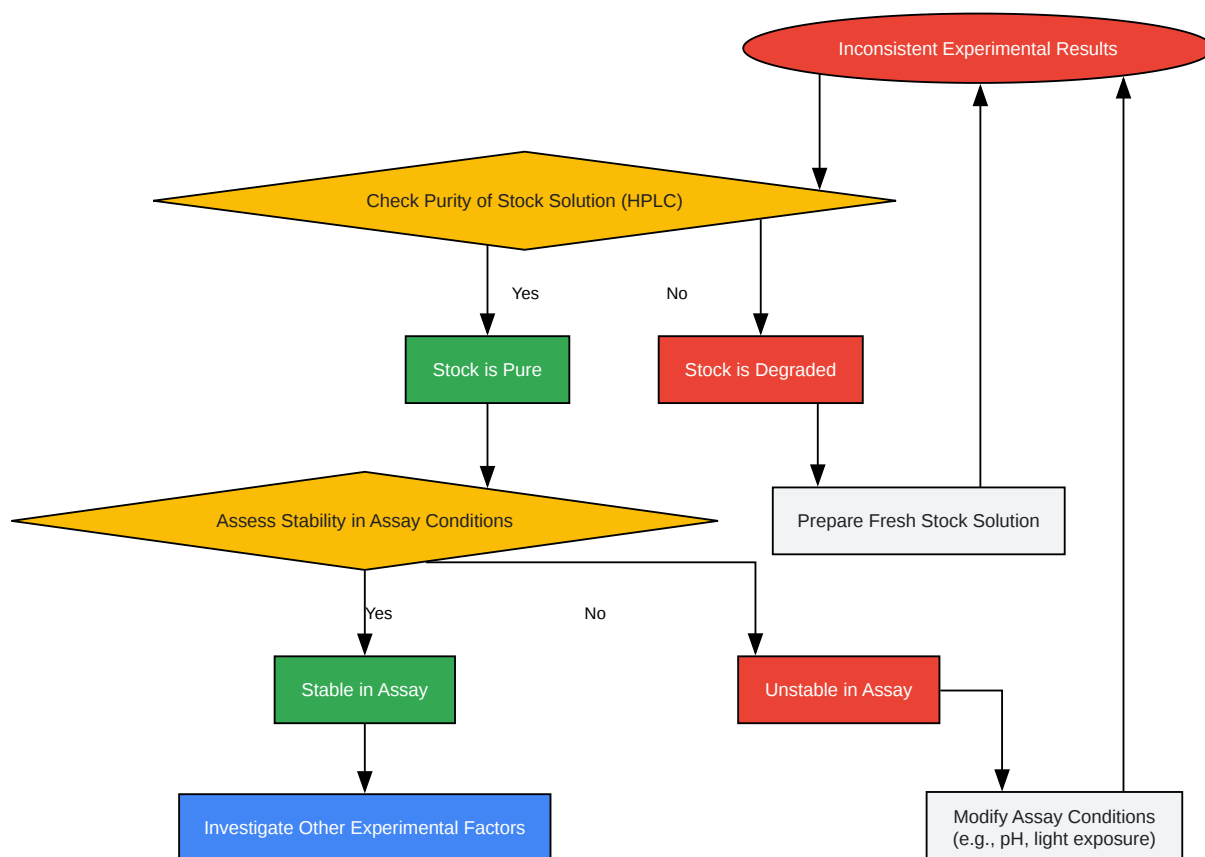 Inconsistent Experimental Results
Check Purity of Stock Solution (HPLC)
Yes
No
Stock is Pure
Stock is Degraded
Assess Stability in Assay Conditions
Prepare Fresh Stock Solution
Yes
No
Stable in Assay
Unstable in Assay
Investigate Other Experimental Factors
Modify Assay Conditions
(e.g., pH, light exposure)